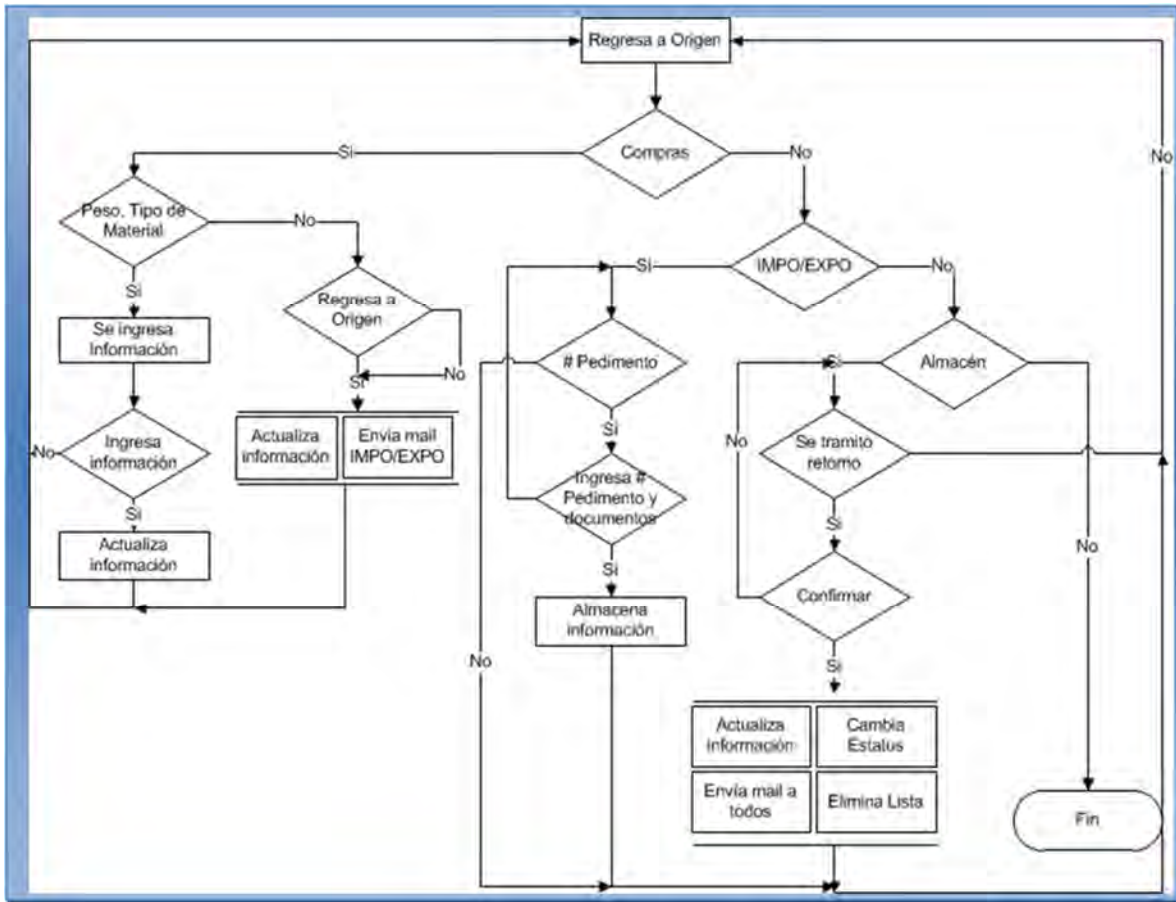 Regresa a Origen
Compras
Si
No
No
Peso, Tipo de
Material
No
IMPO/EXPO
Si
No
Si
Regresa a
Origen
Se ingresa
Información
# Pedimento
Si
Almacén
No
Si
Ingresa
información
No
Actualiza
información
Envía mail
IMPO/EXPO
Si
No
Se tramito
retorno
Ingresa #
Pedimento y
documentos
Si
Si
No
Actualiza
información
Si
Confirmar
Almacena
información
No
Si
Actualiza
Información
Cambia
Estatus
Envía mail a
todos
Elimina Lista
Fin